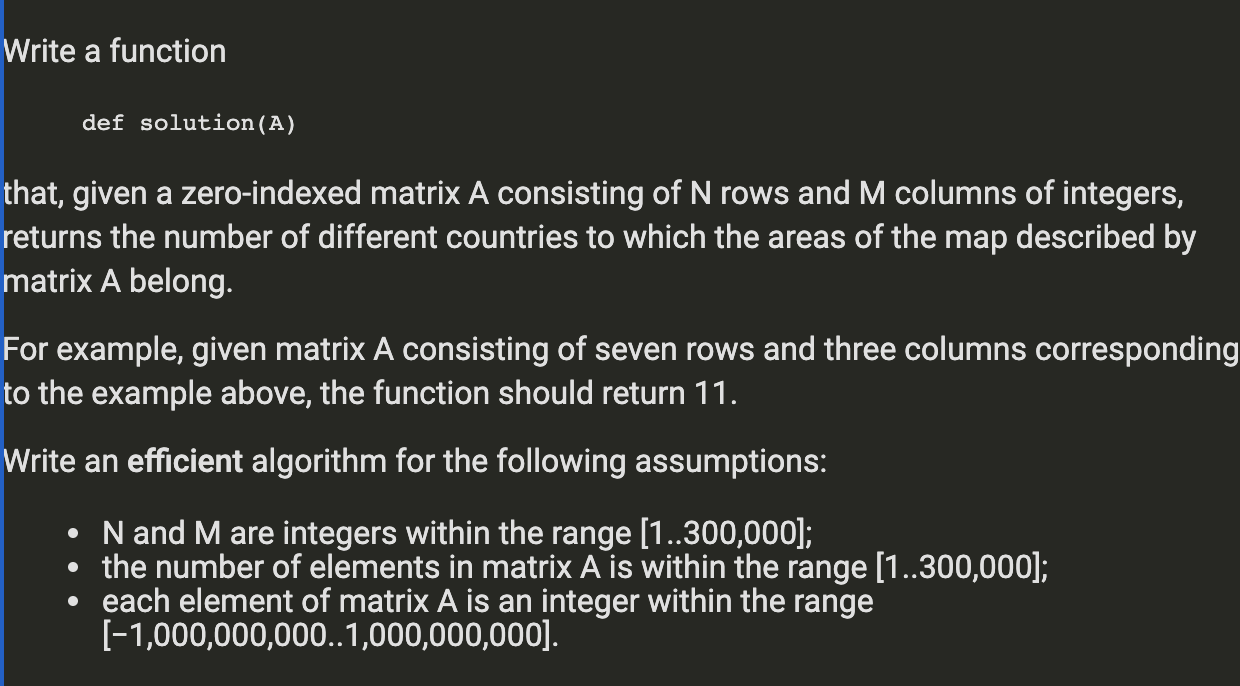 Write a function
def solution(A)
that, given a zero-indexed matrix A consisting of N rows and M columns of integers,
returns the number of different countries to which the areas of the map described by
matrix A belong.
For example, given matrix A consisting of seven rows and three columns corresponding
to the example above, the function should return 11.
Write an efficient algorithm for the following assumptions:
• N and M are integers within the range [1..300,000];
• the number of elements in matrix A is within the range [1..300,000];
• each element of matrix A is an integer within the range
[−1,000,000,000..1,000,000,000].